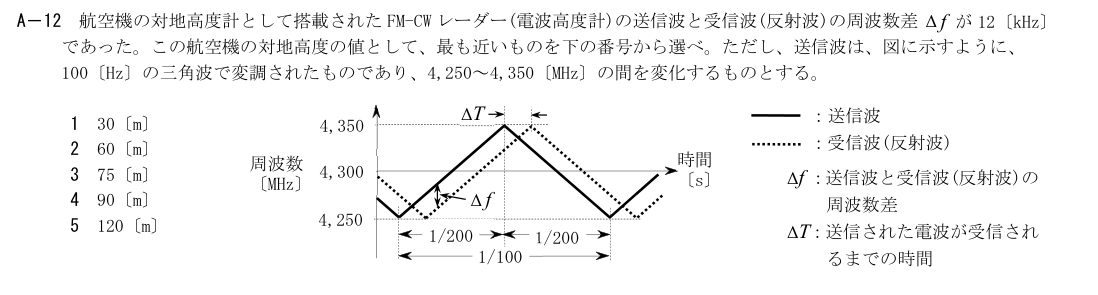 A－12 航空機の対地高度計として搭載されたFM-CWレーダー(電波高度計)の送信波と受信波(反射波)の周波数差 Δf が 12〔kHz〕
であった。この航空機の対地高度の値として、最も近いものを下の番号から選べ。ただし、送信波は、図に示すように、
100〔Hz〕の三角波で変調されたものであり、4,250～4,350〔MHz〕の間を変化するものとする。
1 30〔m〕
2 60〔m〕
3 75〔m〕
4 90〔m〕
5 120〔m〕
ΔT
4,350
周波数
〔MHz〕
4,300
時間
〔s〕
Δf
4,250
1/200
1/200
1/100
：送信波
：受信波(反射波)
Δf：送信波と受信波(反射波)の
周波数差
ΔT：送信された電波が受信され
るまでの時間